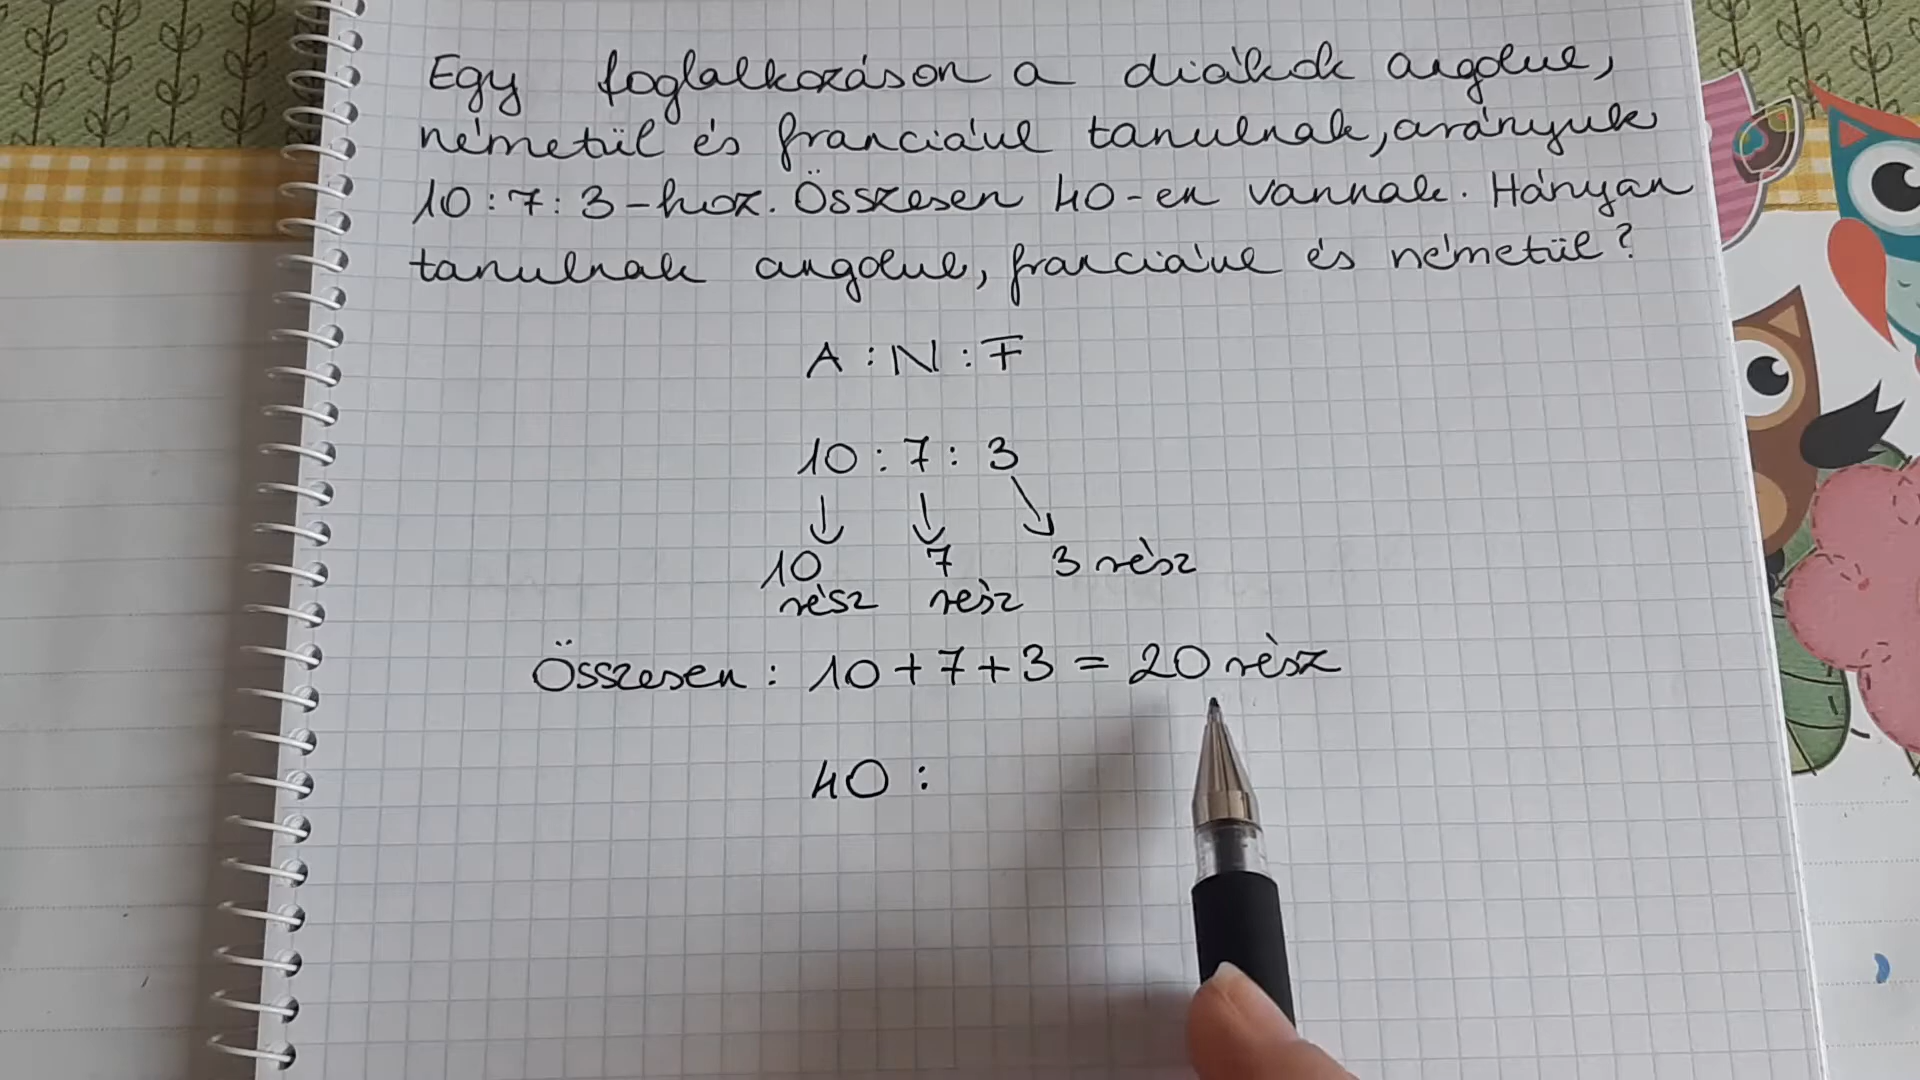 Egy foglalkozáson a diákok angolul,
németül és franciául tanulnak, arányuk
10:7:3-hoz. Összesen 40-en vannak. Hányan
tanulnak angolul, franciául és németül?
A : N : F
10 : 7 : 3
10 7 3 rész
rész rész
Összesen: 10+7+3 = 20 rész
40 :